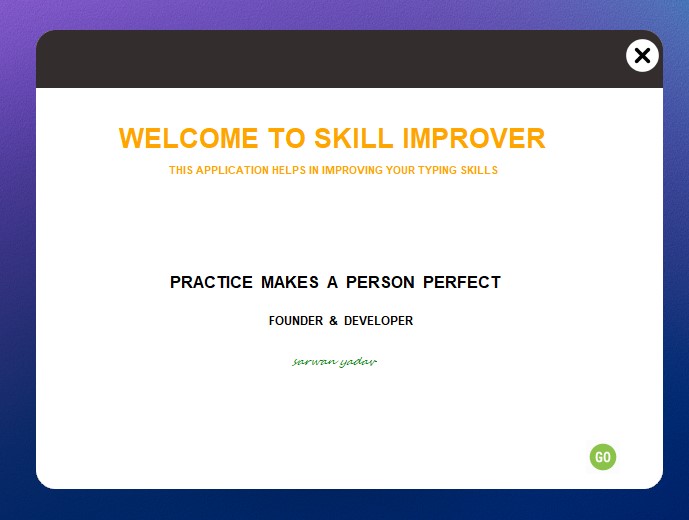 WELCOME TO SKILL IMPROVER
THIS APPLICATION HELPS IN IMPROVING YOUR TYPING SKILLS
PRACTICE MAKES A PERSON PERFECT
FOUNDER & DEVELOPER
sarwan yadav
GO